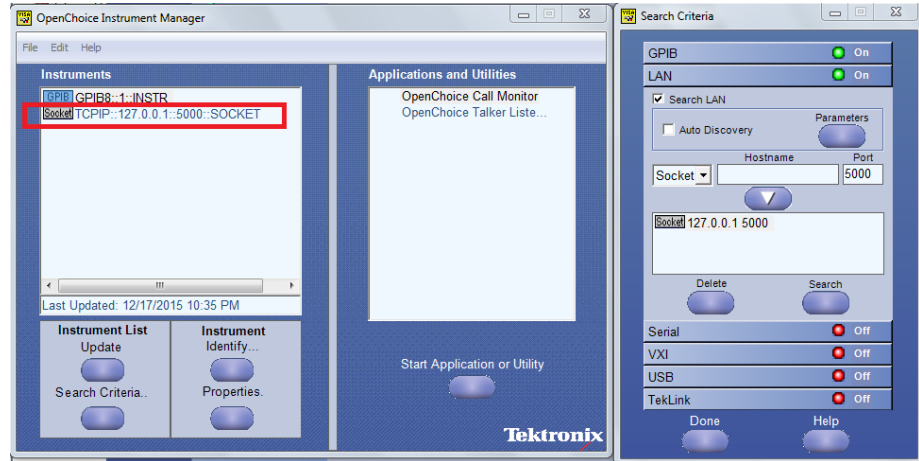 OpenChoice Instrument Manager
File Edit Help
Instruments
GPIB GPIB8::1::INSTR
Socket TCPIP::127.0.0.1::5000::SOCKET
Last Updated: 12/17/2015 10:35 PM
Instrument List
Update
Search Criteria..
Instrument
Identify...
Properties.
Applications and Utilities
OpenChoice Call Monitor
OpenChoice Talker Liste...
Start Application or Utility
Tektronix
Search Criteria
GPIB On
LAN On
Search LAN
Auto Discovery
Parameters
Hostname Port
Socket 5000
Socket 127.0.0.1 5000
Delete Search
Serial Off
VXI Off
USB Off
TekLink Off
Done Help